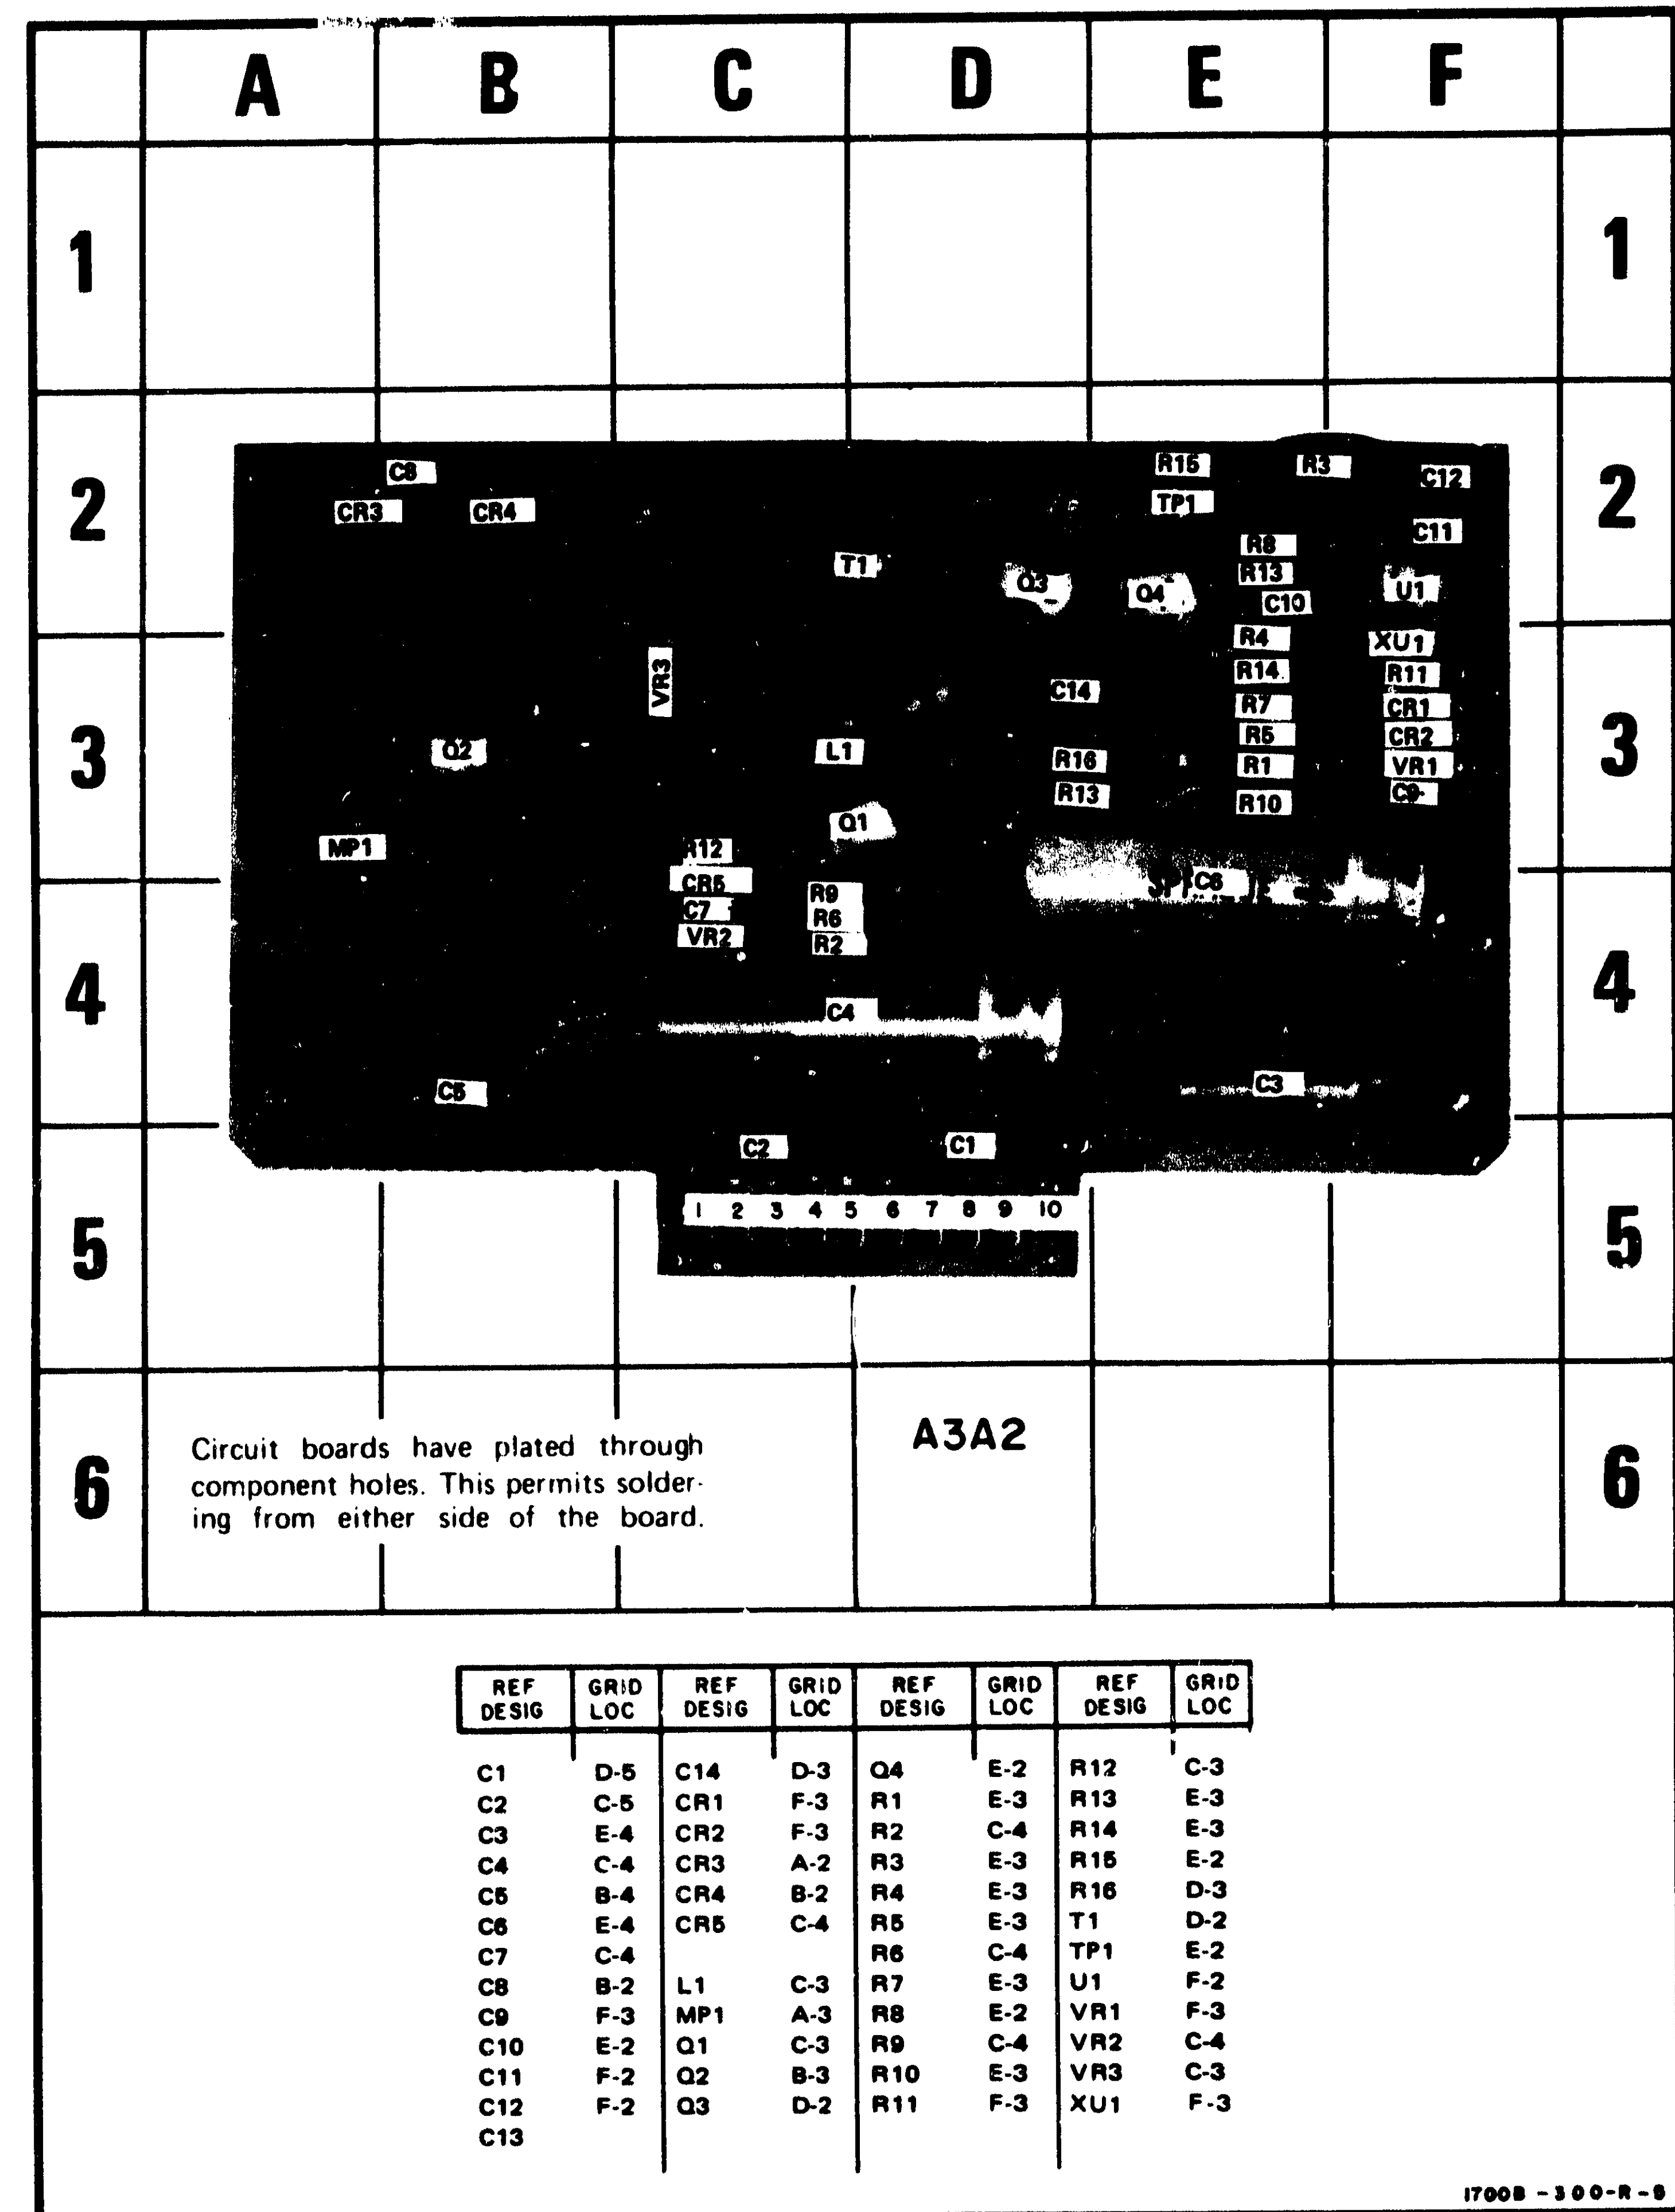 A B C D E F
1 1
2 2
C8 R15 R3 C12
CR3 CR4 TP1
C11
R8
T1 R13
Q3 Q4 C10 U1
R4 XU1
VR3 R14 R11
C14
R7 CR1
R5 CR2
3 3
Q2 L1 R16 R1 VR1
R13 R10 C9
Q1
MP1 R12
CR5 R9 C6
C7 R6
VR2 R2
4 4
C4
C5 C3
C2 C1
1 2 3 4 5 6 7 8 9 10
5 5
A3A2
6 6
Circuit boards have plated through
component holes. This permits solder-
ing from either side of the board.
REF DESIG GRID LOC REF DESIG GRID LOC REF DESIG GRID LOC REF DESIG GRID LOC
C1 D-5 C14 D-3 Q4 E-2 R12 C-3
C2 C-5 CR1 F-3 R1 E-3 R13 E-3
C3 E-4 CR2 F-3 R2 C-4 R14 E-3
C4 C-4 CR3 A-2 R3 E-3 R15 E-2
C5 B-4 CR4 B-2 R4 E-3 R16 D-3
C6 E-4 CR5 C-4 R5 E-3 T1 D-2
C7 C-4 R6 C-4 TP1 E-2
C8 B-2 L1 C-3 R7 E-3 U1 F-2
C9 F-3 MP1 A-3 R8 E-2 VR1 F-3
C10 E-2 Q1 C-3 R9 C-4 VR2 C-4
C11 F-2 Q2 B-3 R10 E-3 VR3 C-3
C12 F-2 Q3 D-2 R11 F-3 XU1 F-3
C13